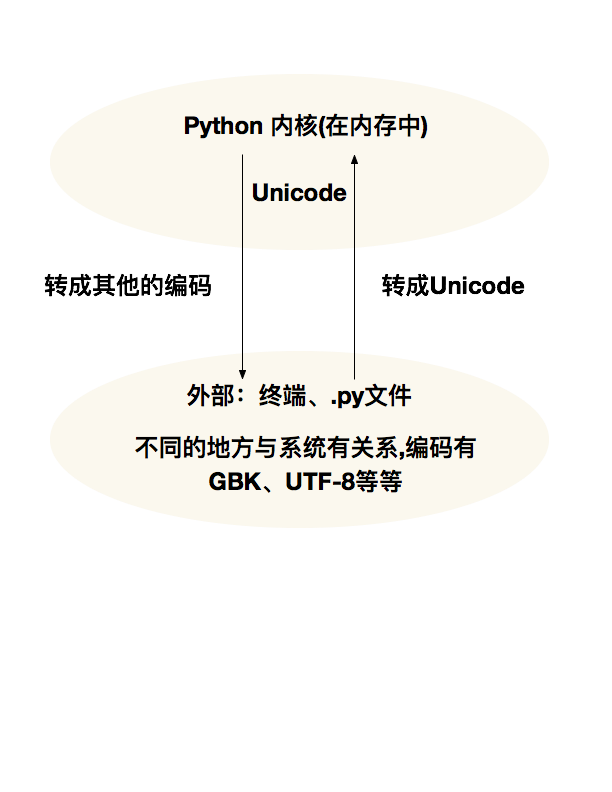 Python 内核(在内存中)
Unicode
转成其他的编码
转成Unicode
外部：终端、.py文件
不同的地方与系统有关系,编码有
GBK、UTF-8等等